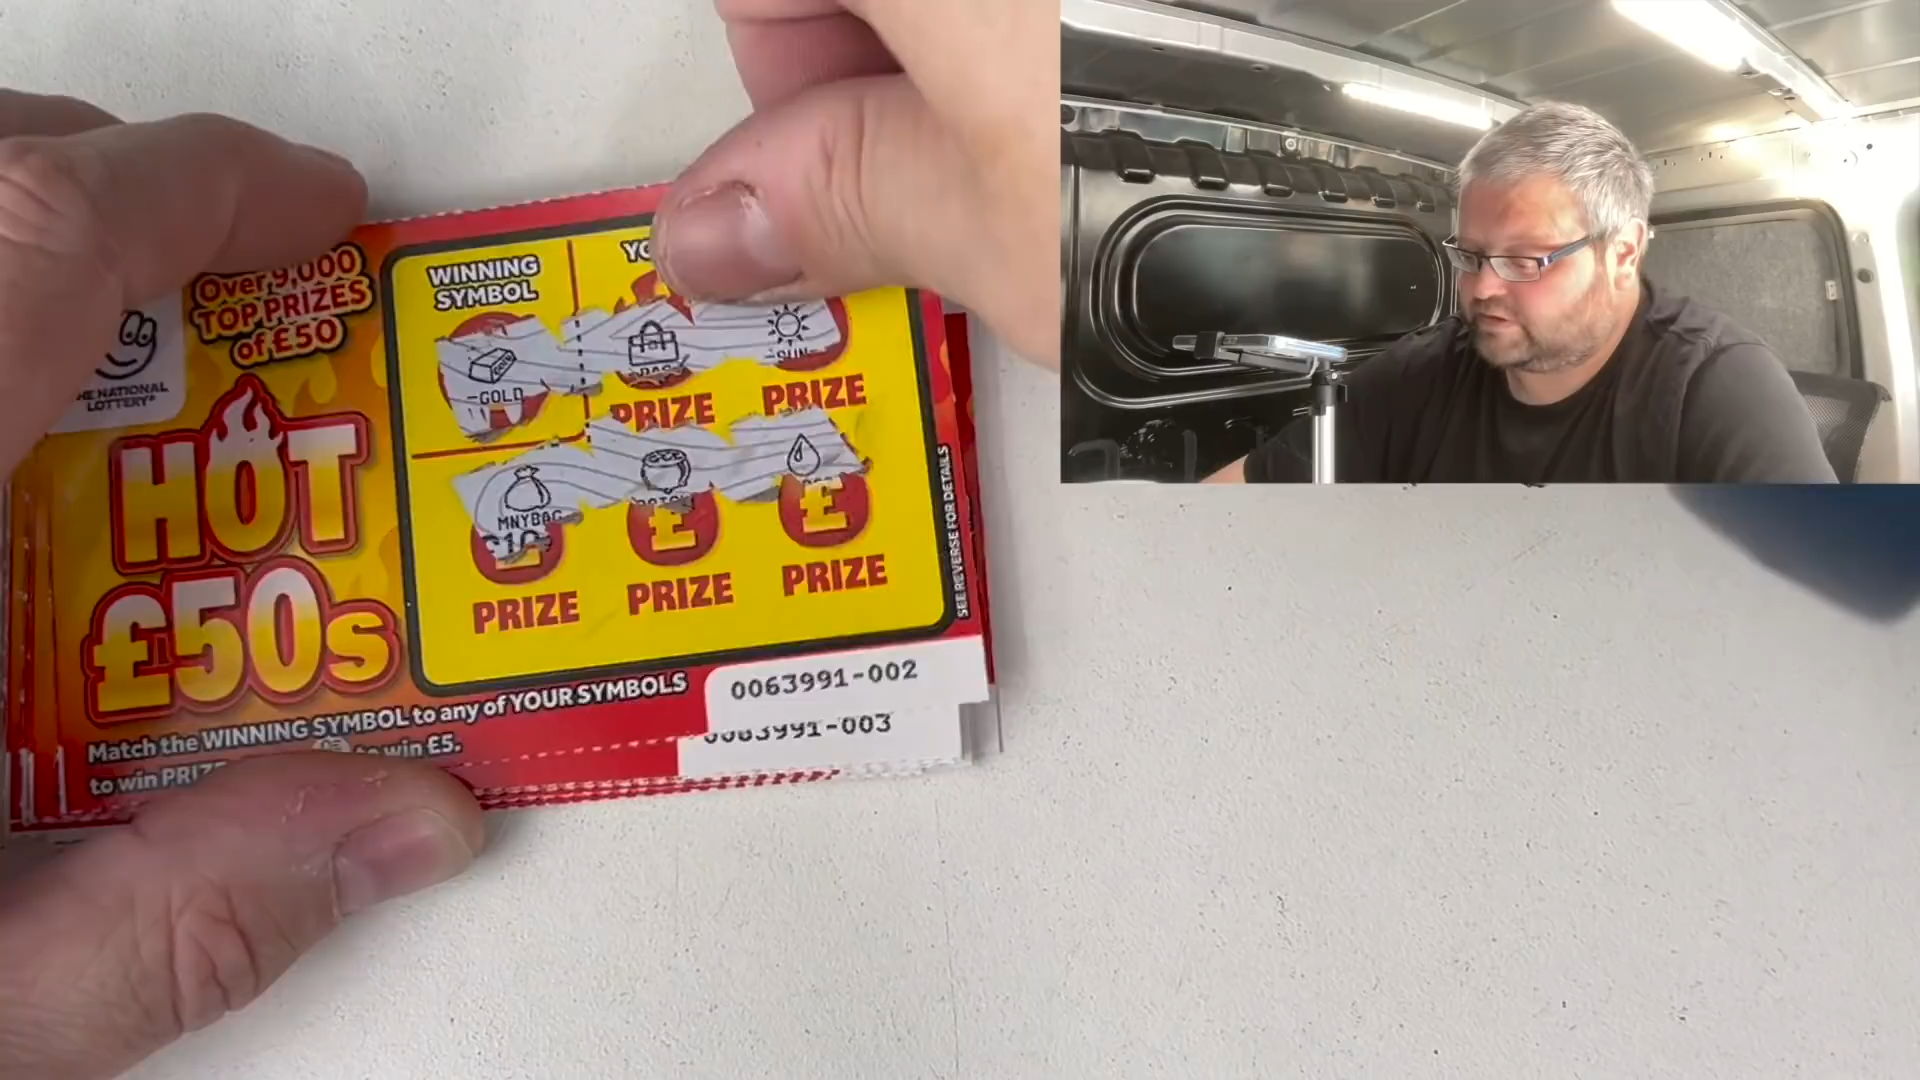 Over 9,000
TOP PRIZES
of £50
THE NATIONAL
LOTTERY
HOT
£50s
WINNING
SYMBOL
GOLD
SUN
PRIZE PRIZE
MNYBAG
£ £
PRIZE PRIZE PRIZE
SEE REVERSE FOR DETAILS
Match the WINNING SYMBOL to any of YOUR SYMBOLS
to win PRIZE to win £5.
0063991-002
0063991-003